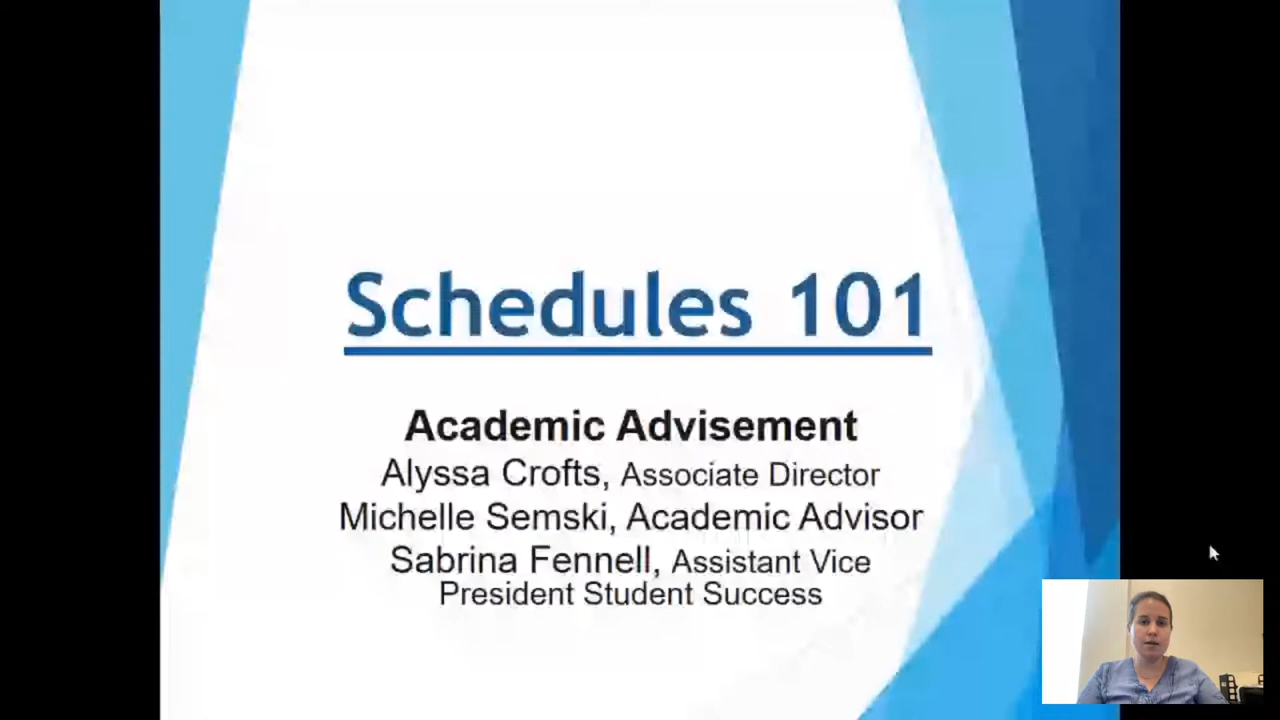 Schedules 101
Academic Advisement
Alyssa Crofts, Associate Director
Michelle Semski, Academic Advisor
Sabrina Fennell, Assistant Vice
President Student Success